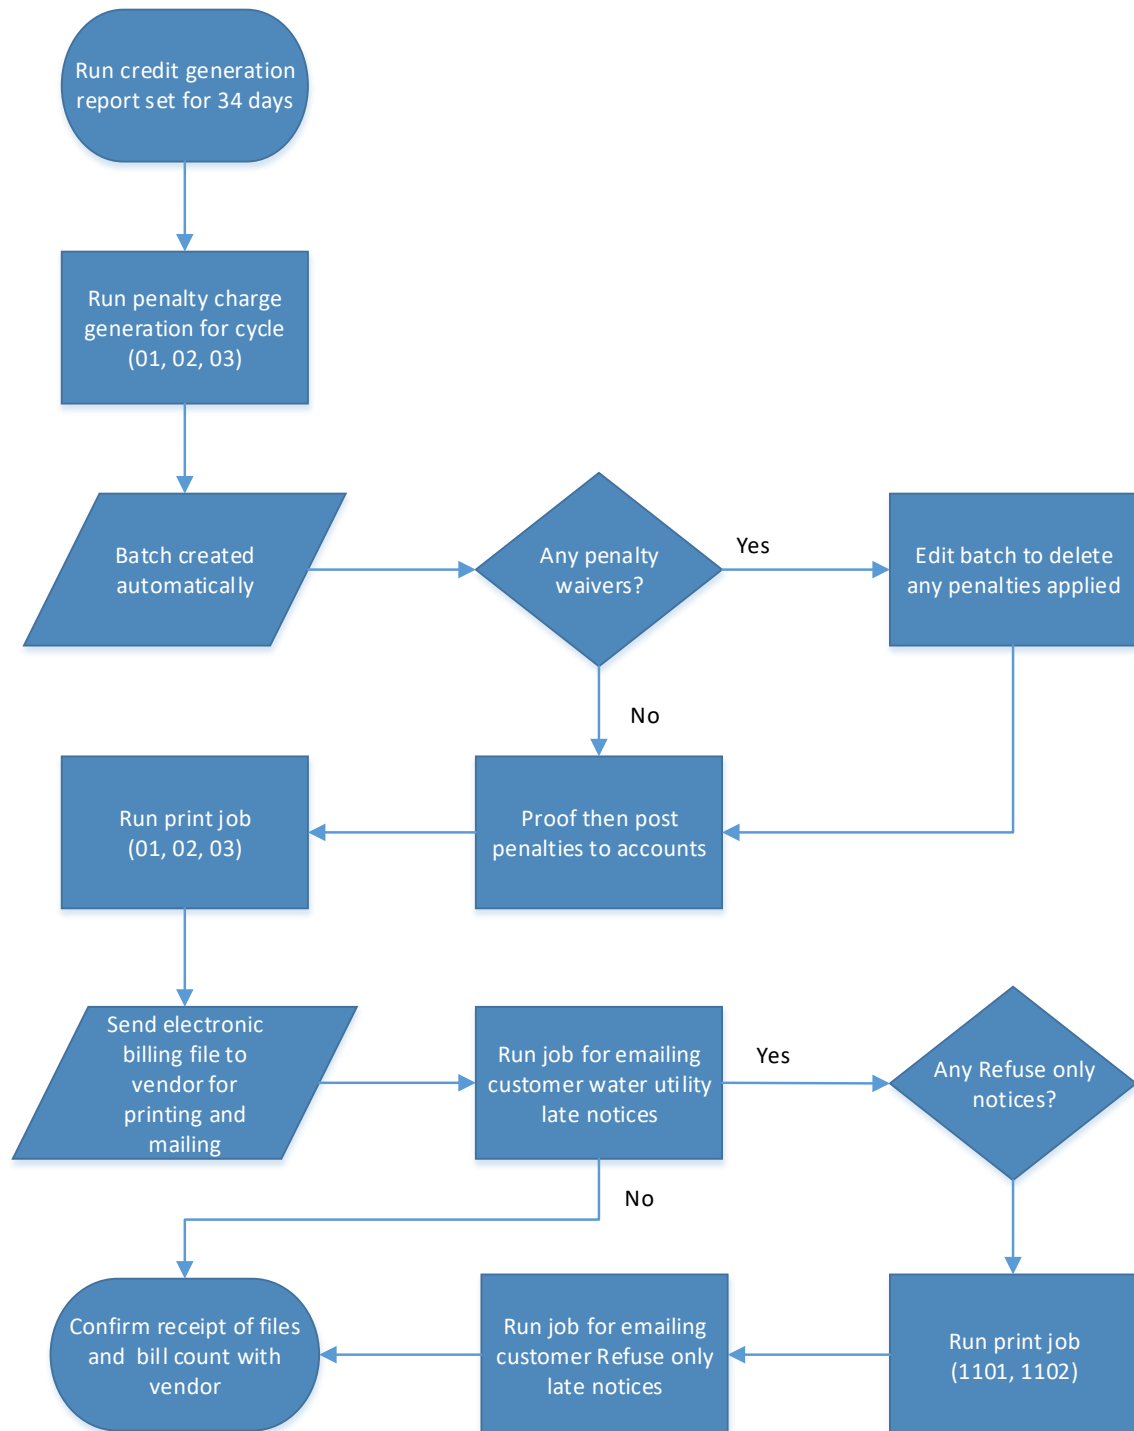 Run credit generation
report set for 34 days
Run penalty charge
generation for cycle
(01, 02, 03)
Batch created
automatically
Any penalty
waivers?
Yes
Edit batch to delete
any penalties applied
No
Run print job
(01, 02, 03)
Proof then post
penalties to accounts
Send electronic
billing file to
vendor for
printing and
mailing
Run job for emailing
customer water utility
late notices
Yes
Any Refuse only
notices?
No
Confirm receipt of files
and bill count with
vendor
Run job for emailing
customer Refuse only
late notices
Run print job
(1101, 1102)